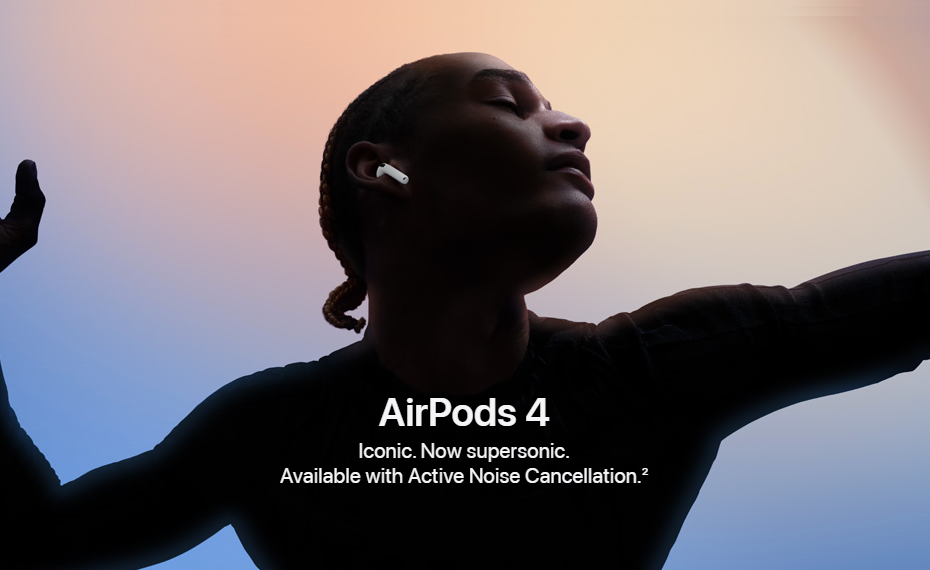 AirPods 4
Iconic. Now supersonic.
Available with Active Noise Cancellation.²